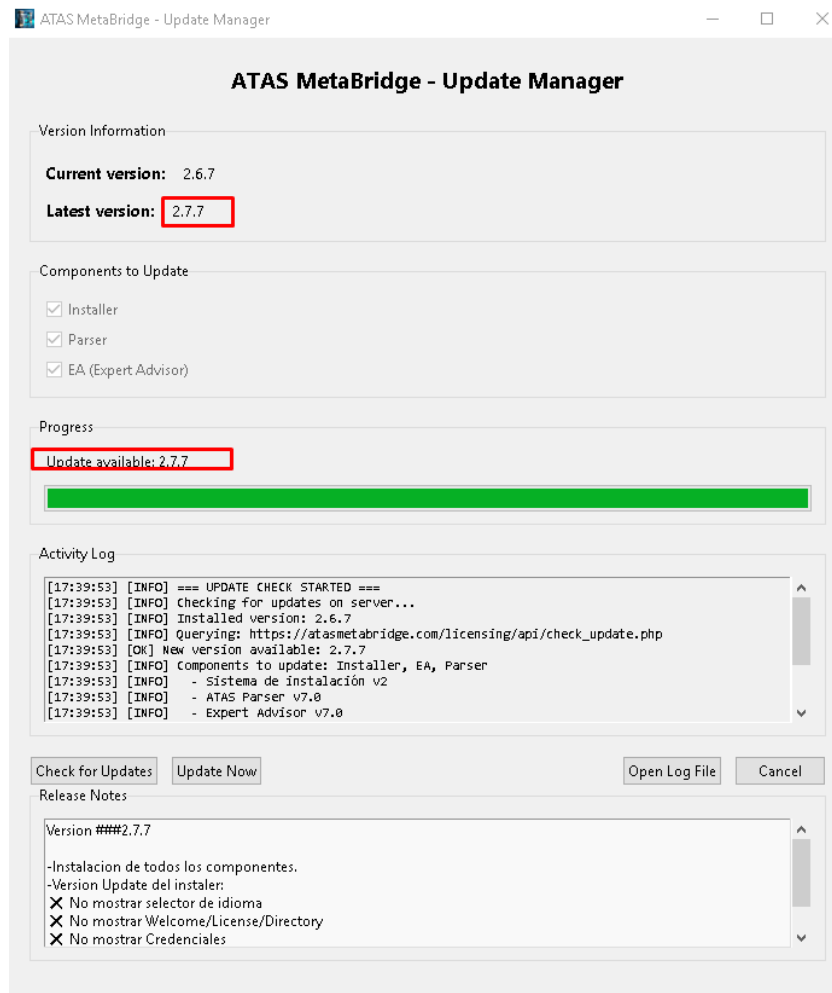 ATAS MetaBridge - Update Manager
ATAS MetaBridge - Update Manager
Version Information
Current version: 2.6.7
Latest version: 2.7.7
Components to Update
Installer
Parser
EA (Expert Advisor)
Progress
Update available: 2.7.7
Activity Log
[17:39:53] [INFO] === UPDATE CHECK STARTED ===
[17:39:53] [INFO] Checking for updates on server...
[17:39:53] [INFO] Installed version: 2.6.7
[17:39:53] [INFO] Querying: https://atasmetabridge.com/licensing/api/check_update.php
[17:39:53] [OK] New version available: 2.7.7
[17:39:53] [INFO] Components to update: Installer, EA, Parser
[17:39:53] [INFO]   - Sistema de instalación v2
[17:39:53] [INFO]   - ATAS Parser v7.0
[17:39:53] [INFO]   - Expert Advisor v7.0
Check for Updates Update Now Open Log File Cancel
Release Notes
Version ###2.7.7
-Instalacion de todos los componentes.
-Version Update del instaler:
❌ No mostrar selector de idioma
❌ No mostrar Welcome/License/Directory
❌ No mostrar Credenciales